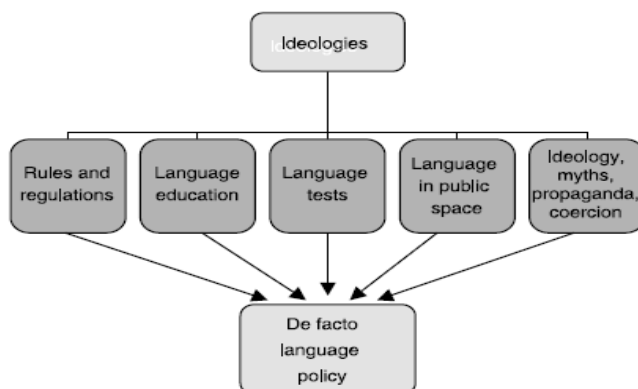 Ideologies
Rules and
regulations
Language
education
Language
tests
Language
in public
space
Ideology,
myths,
propaganda,
coercion
De facto
language
policy